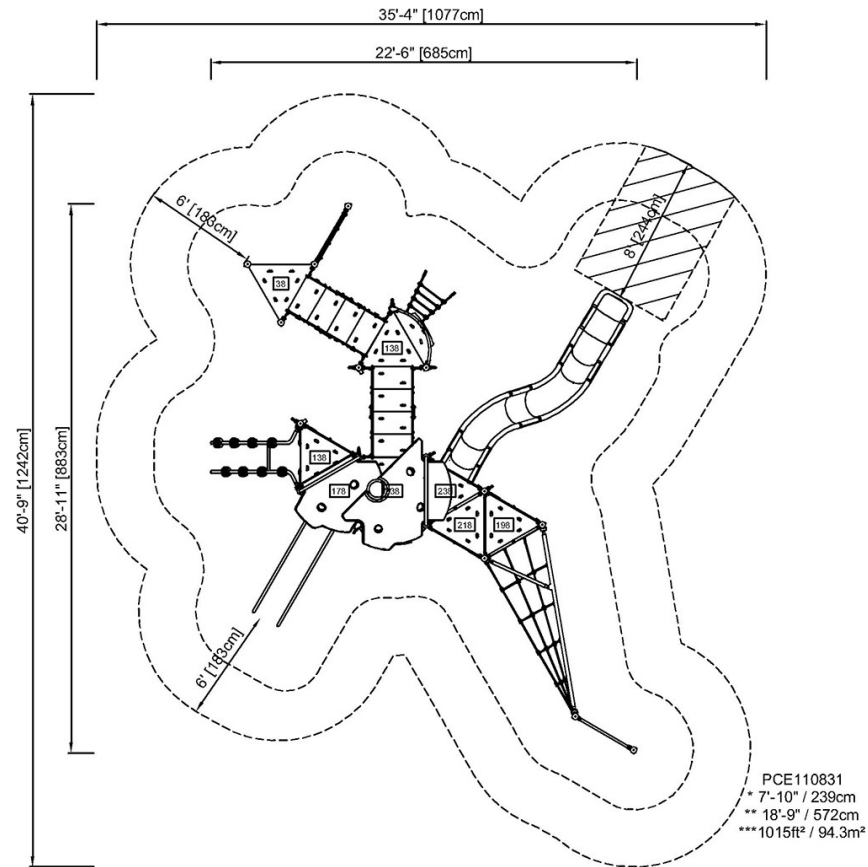 35'-4" [1077cm]
22'-6" [685cm]
40'-9" [1242cm]
28'-11" [883cm]
6' [183cm]
8' [244cm]
38
138
138
178
238
218
198
6' [183cm]
PCE110831
* 7'-10" / 239cm
** 18'-9" / 572cm
***1015ft² / 94.3m²